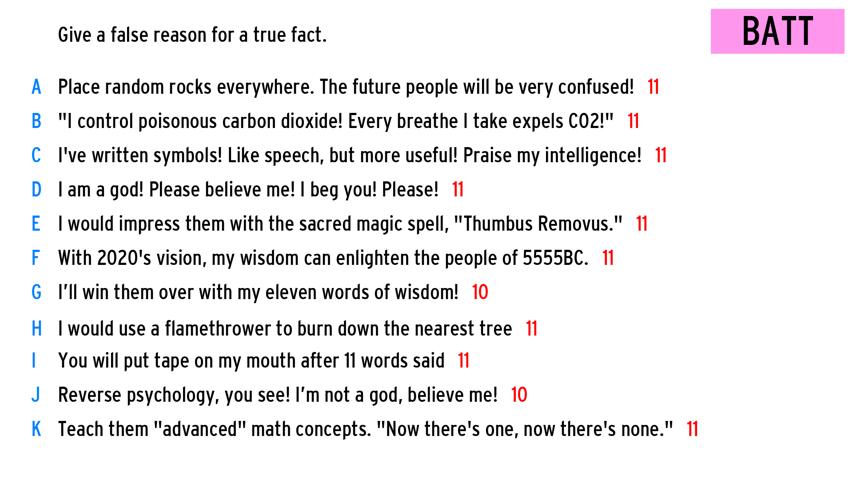 Give a false reason for a true fact.
BATT
A Place random rocks everywhere. The future people will be very confused! 11
B "I control poisonous carbon dioxide! Every breathe I take expels CO2!" 11
C I've written symbols! Like speech, but more useful! Praise my intelligence! 11
D I am a god! Please believe me! I beg you! Please! 11
E I would impress them with the sacred magic spell, "Thumbus Removus." 11
F With 2020's vision, my wisdom can enlighten the people of 5555BC. 11
G I’ll win them over with my eleven words of wisdom! 10
H I would use a flamethrower to burn down the nearest tree 11
I You will put tape on my mouth after 11 words said 11
J Reverse psychology, you see! I’m not a god, believe me! 10
K Teach them "advanced" math concepts. "Now there's one, now there's none." 11